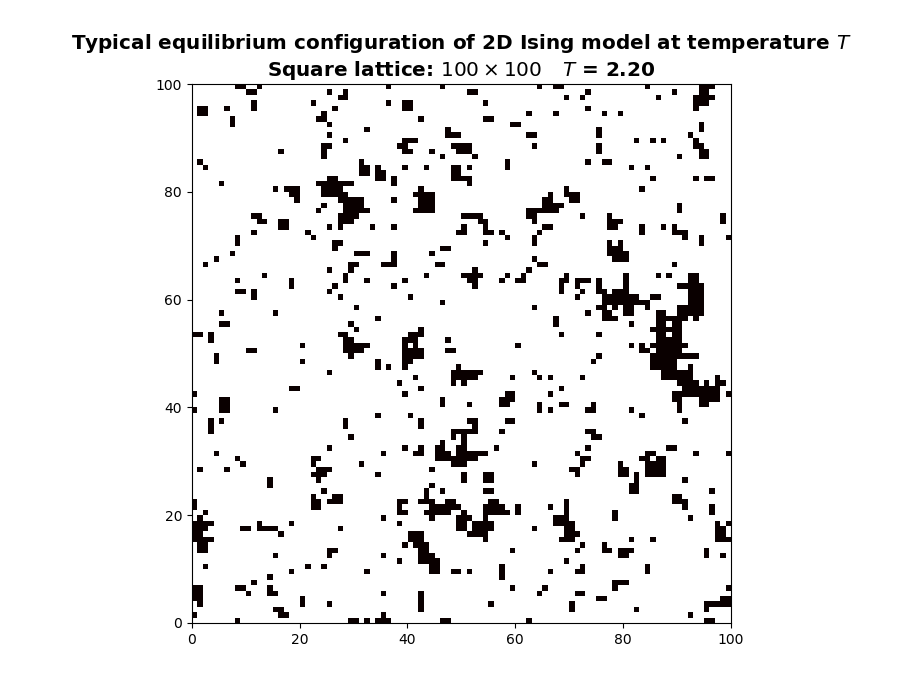 Typical equilibrium configuration of 2D Ising model at temperature T
Square lattice: 100 × 100 T = 2.20
100
80
60
40
20
0
0 20 40 60 80 100